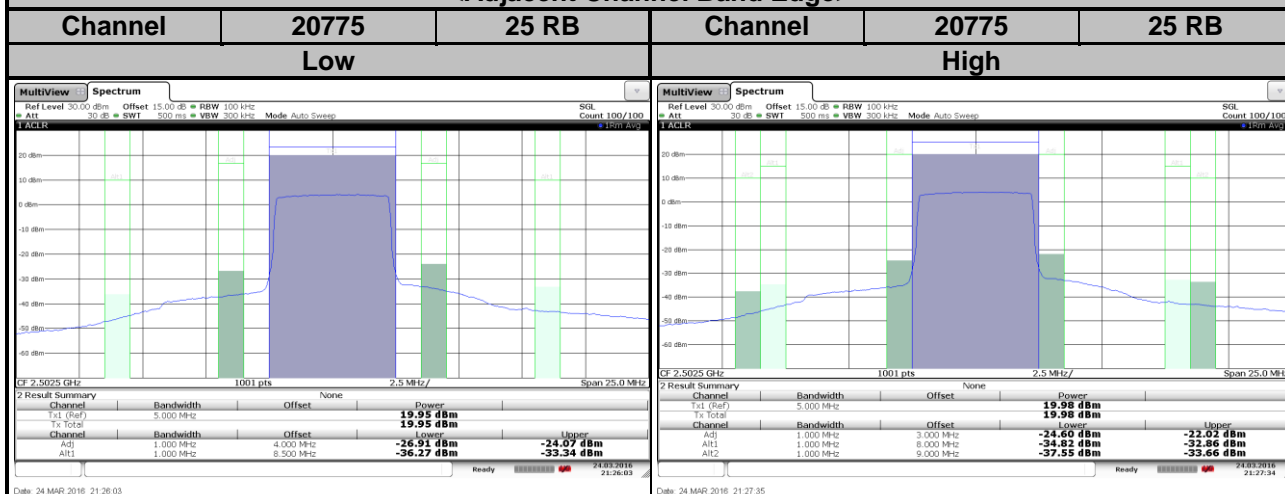 <Adjacent Channel Band Edge>
Channel 20775 25 RB Channel 20775 25 RB
Low High
MultiView Spectrum
Ref Level 30.00 dBm Offset 15.00 dB RBW 100 kHz SGL
Att 30 dB SWT 500 ms VBW 300 kHz Mode Auto Sweep Count 100/100
1 ACLR 1Rm Avg
20 dBm
10 dBm
0 dBm
-10 dBm
-20 dBm
-30 dBm
-40 dBm
-50 dBm
-60 dBm
CF 2.5025 GHz 1001 pts 2.5 MHz/ Span 25.0 MHz
2 Result Summary None
Channel Bandwidth Offset Power
Tx1 (Ref) 5.000 MHz 19.95 dBm
Tx Total 19.95 dBm
Channel Bandwidth Offset Lower Upper
Adj 1.000 MHz 4.000 MHz -26.91 dBm -24.07 dBm
Alt1 1.000 MHz 8.500 MHz -36.27 dBm -33.34 dBm
Ready 24.03.2016
21:26:03
Date: 24 MAR 2016 21:26:03
MultiView Spectrum
Ref Level 30.00 dBm Offset 15.00 dB RBW 100 kHz SGL
Att 30 dB SWT 500 ms VBW 300 kHz Mode Auto Sweep Count 100/100
1 ACLR 1Rm Avg
20 dBm
10 dBm
0 dBm
-10 dBm
-20 dBm
-30 dBm
-40 dBm
-50 dBm
-60 dBm
CF 2.5025 GHz 1001 pts 2.5 MHz/ Span 25.0 MHz
2 Result Summary None
Channel Bandwidth Offset Power
Tx1 (Ref) 5.000 MHz 19.98 dBm
Tx Total 19.98 dBm
Channel Bandwidth Offset Lower Upper
Adj 1.000 MHz 3.000 MHz -24.60 dBm -22.02 dBm
Alt1 1.000 MHz 8.000 MHz -34.82 dBm -32.86 dBm
Alt2 1.000 MHz 9.000 MHz -37.55 dBm -33.66 dBm
Ready 24.03.2016
21:27:34
Date: 24 MAR 2016 21:27:35